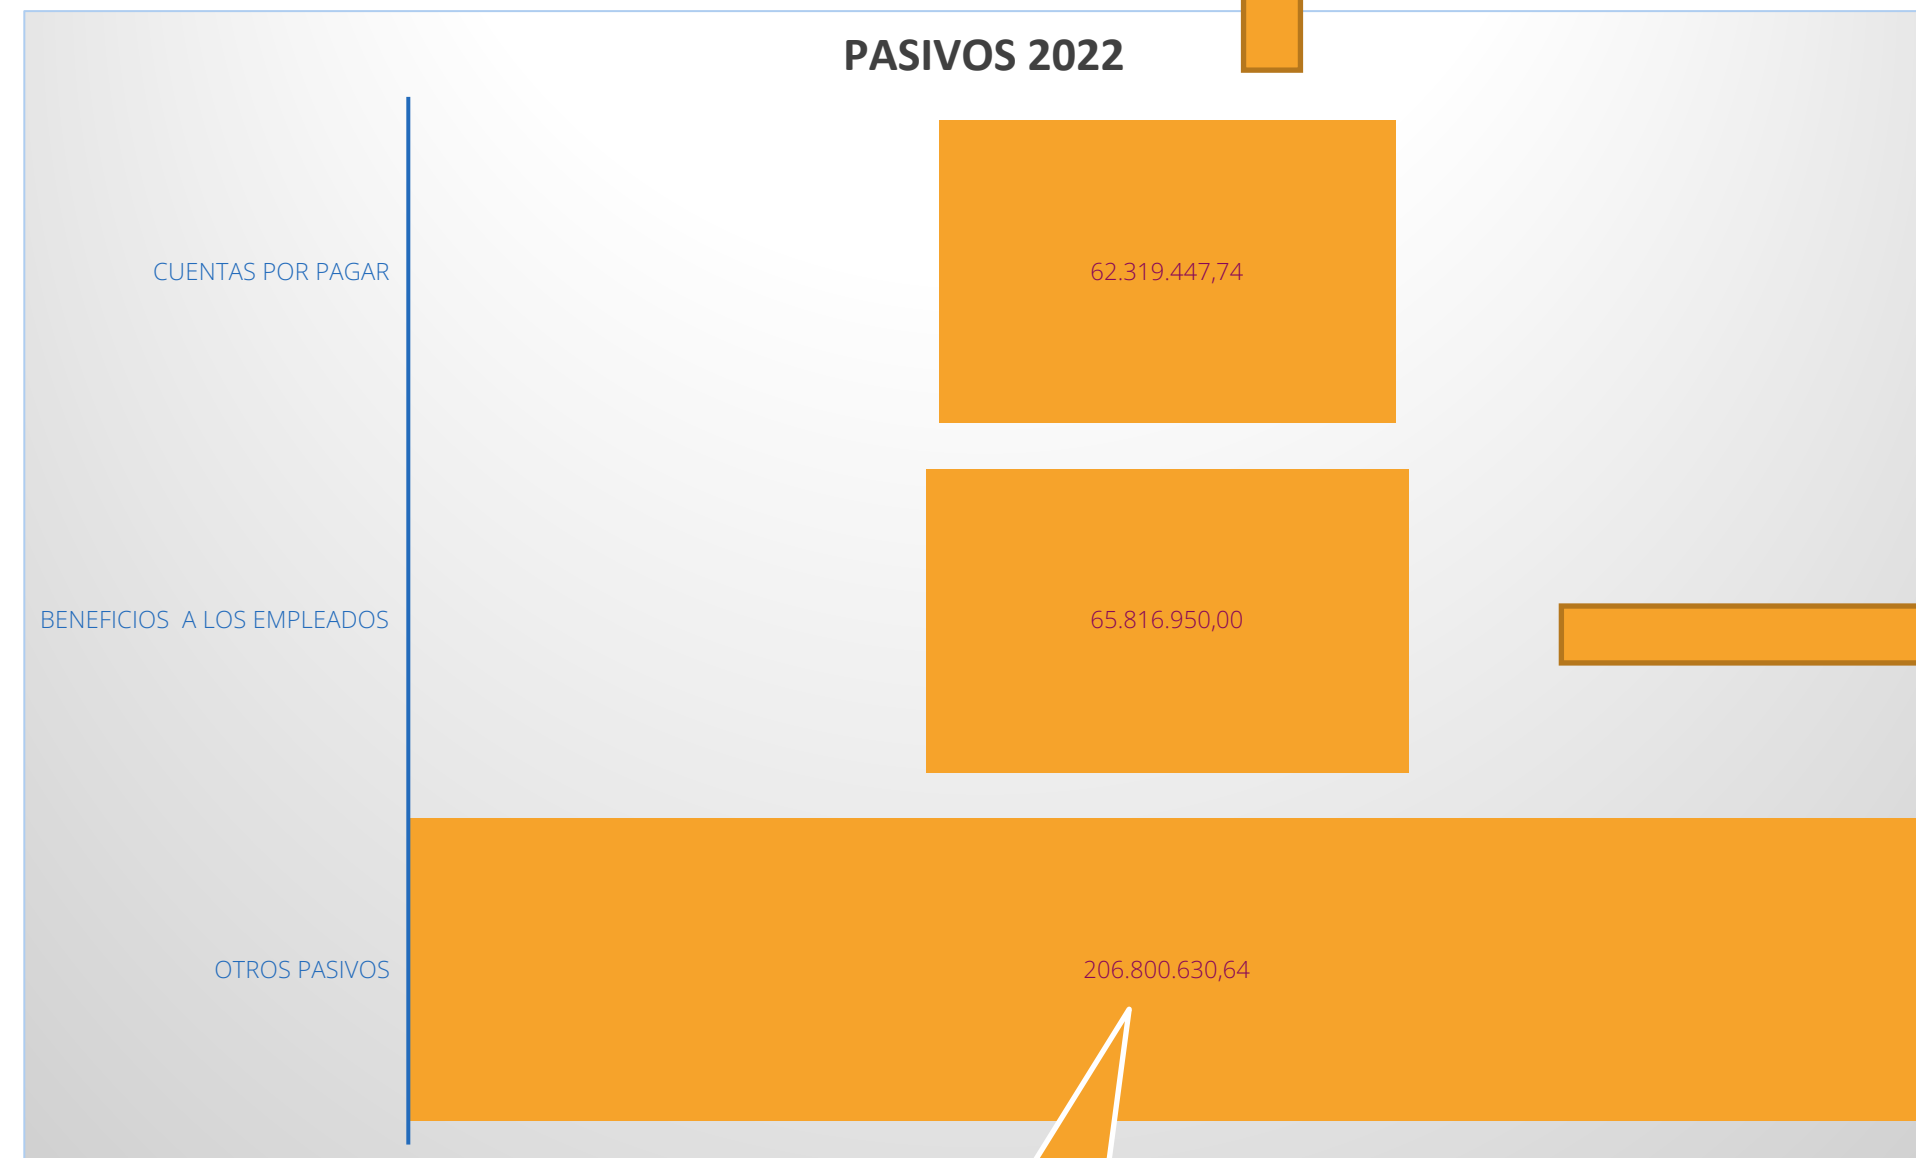 PASIVOS 2022
CUENTAS POR PAGAR
62.319.447,74
BENEFICIOS  A LOS EMPLEADOS
65.816.950,00
OTROS PASIVOS
206.800.630,64